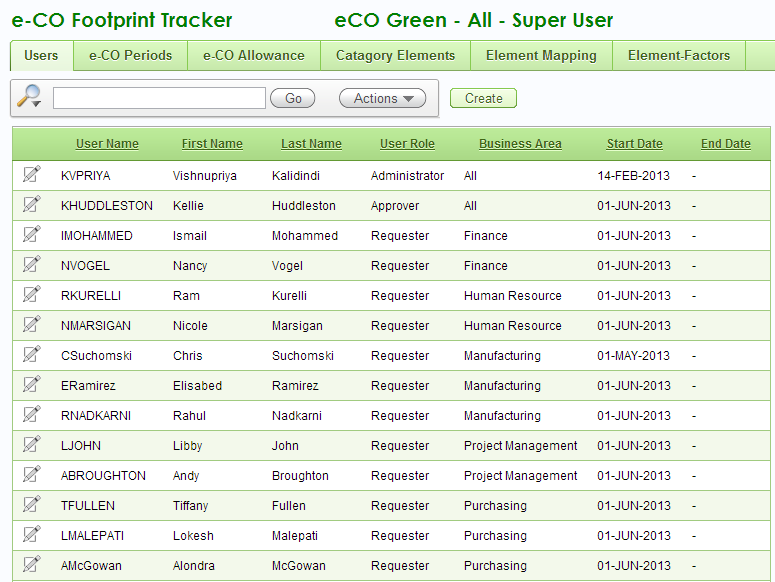 e-CO Footprint Tracker eCO Green - All - Super User
Users e-CO Periods e-CO Allowance Catagory Elements Element Mapping Element-Factors
Go Actions Create
User Name First Name Last Name User Role Business Area Start Date End Date
KVPRIYA Vishnupriya Kalidindi Administrator All 14-FEB-2013 -
KHUDDLESTON Kellie Huddleston Approver All 01-JUN-2013 -
IMOHAMMED Ismail Mohammed Requester Finance 01-JUN-2013 -
NVOGEL Nancy Vogel Requester Finance 01-JUN-2013 -
RKURELLI Ram Kurelli Requester Human Resource 01-JUN-2013 -
NMARSIGAN Nicole Marsigan Requester Human Resource 01-JUN-2013 -
CSuchomski Chris Suchomski Requester Manufacturing 01-MAY-2013 -
ERamirez Elisabed Ramirez Requester Manufacturing 01-JUN-2013 -
RNADKARNI Rahul Nadkarni Requester Manufacturing 01-JUN-2013 -
LJOHN Libby John Requester Project Management 01-JUN-2013 -
ABROUGHTON Andy Broughton Requester Project Management 01-JUN-2013 -
TFULLEN Tiffany Fullen Requester Purchasing 01-JUN-2013 -
LMALEPATI Lokesh Malepati Requester Purchasing 01-JUN-2013 -
AMcGowan Alondra McGowan Requester Purchasing 01-JUN-2013 -